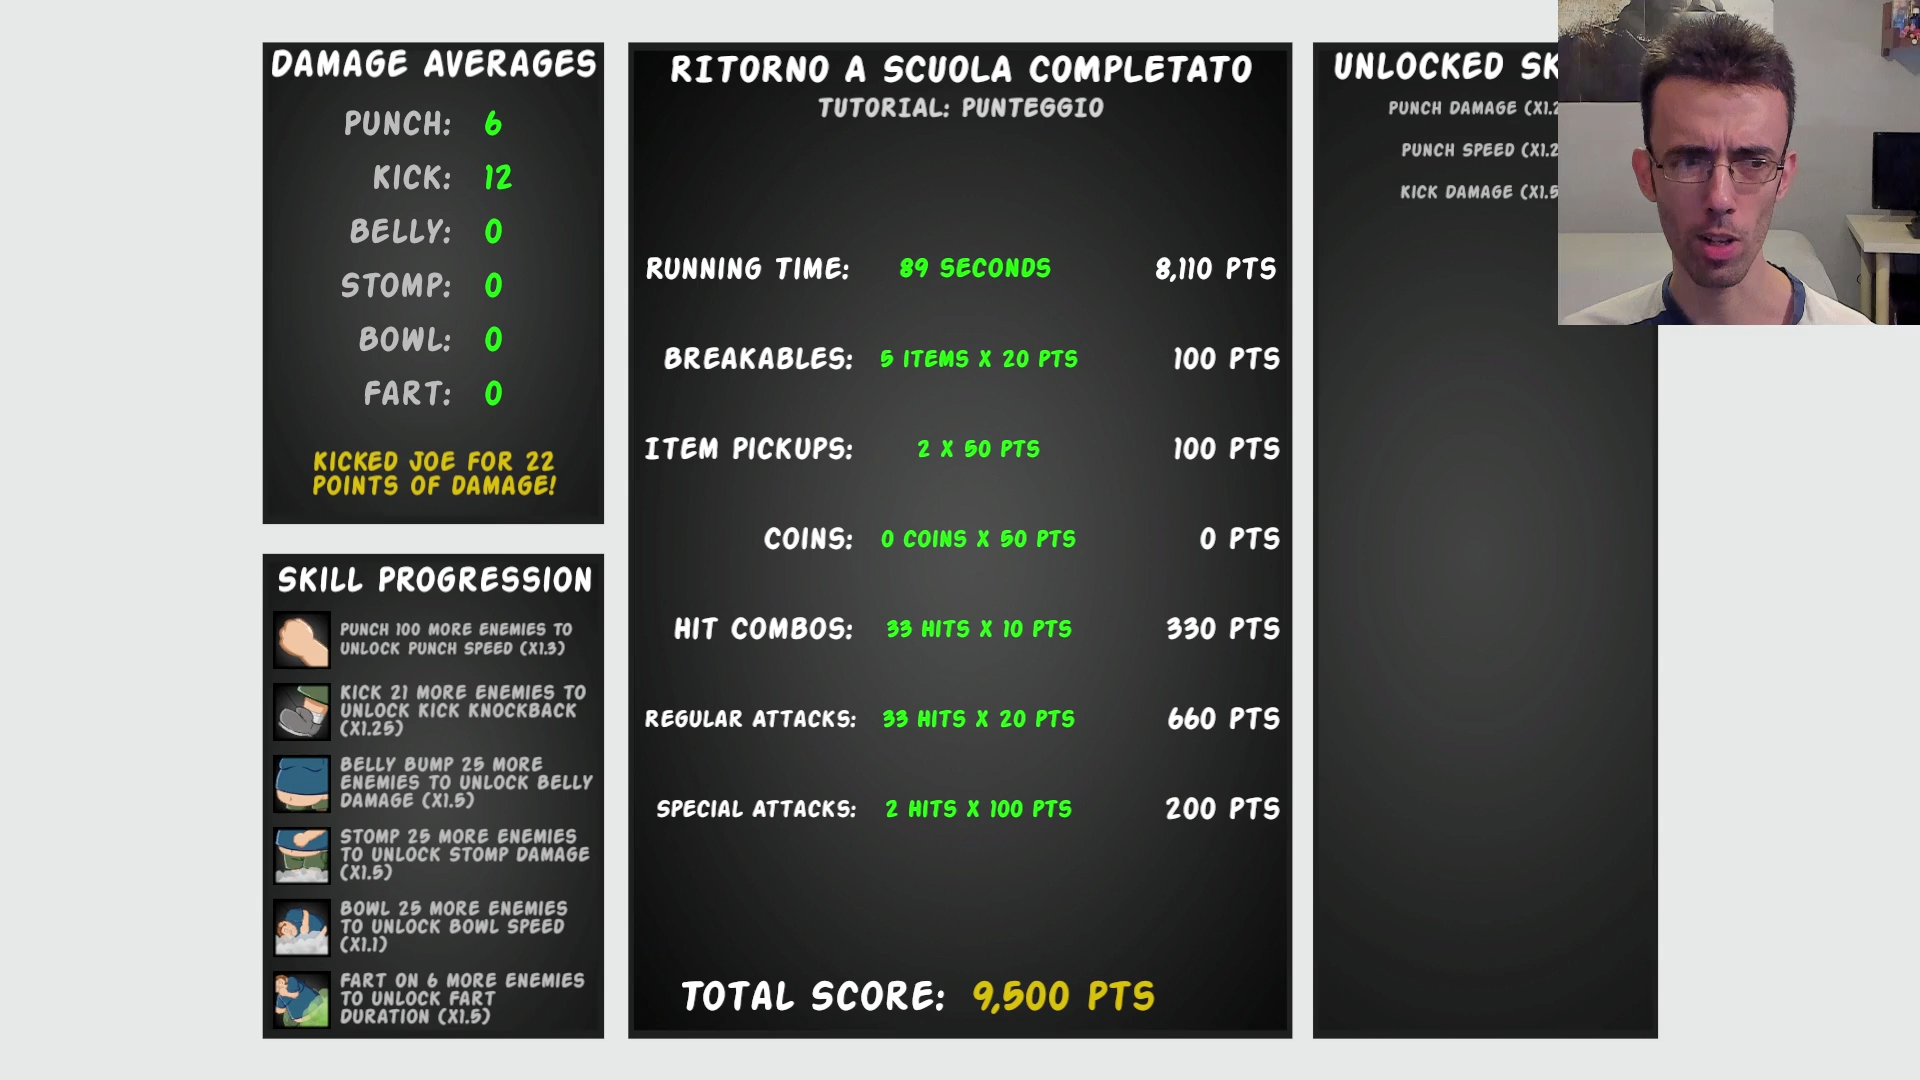 DAMAGE AVERAGES
PUNCH: 6
KICK: 12
BELLY: 0
STOMP: 0
BOWL: 0
FART: 0
KICKED JOE FOR 22
POINTS OF DAMAGE!
SKILL PROGRESSION
PUNCH 100 MORE ENEMIES TO
UNLOCK PUNCH SPEED (X1.3)
KICK 21 MORE ENEMIES TO
UNLOCK KICK KNOCKBACK
(X1.25)
BELLY BUMP 25 MORE
ENEMIES TO UNLOCK BELLY
DAMAGE (X1.5)
STOMP 25 MORE ENEMIES
TO UNLOCK STOMP DAMAGE
(X1.5)
BOWL 25 MORE ENEMIES
TO UNLOCK BOWL SPEED
(X1.1)
FART ON 6 MORE ENEMIES
TO UNLOCK FART
DURATION (X1.5)
RITORNO A SCUOLA COMPLETATO
TUTORIAL: PUNTEGGIO
RUNNING TIME: 89 SECONDS 8,110 PTS
BREAKABLES: 5 ITEMS X 20 PTS 100 PTS
ITEM PICKUPS: 2 X 50 PTS 100 PTS
COINS: 0 COINS X 50 PTS 0 PTS
HIT COMBOS: 33 HITS X 10 PTS 330 PTS
REGULAR ATTACKS: 33 HITS X 20 PTS 660 PTS
SPECIAL ATTACKS: 2 HITS X 100 PTS 200 PTS
TOTAL SCORE: 9,500 PTS
UNLOCKED SK
PUNCH DAMAGE (X1.2
PUNCH SPEED (X1.2
KICK DAMAGE (X1.5